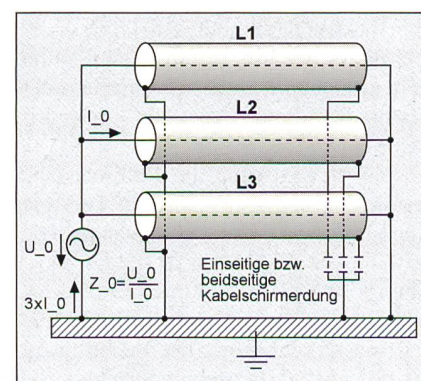 L1
I_0
L2
L3
U_0
Z_0=U_0/I_0
3xI_0
Einseitige bzw.
beidseitige
Kabelschirmerdung